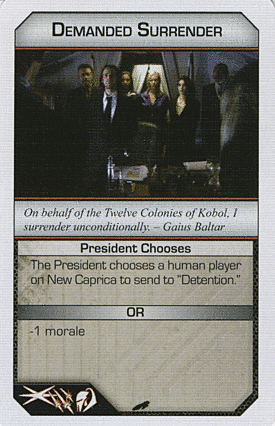 Demanded Surrender
On behalf of the Twelve Colonies of Kobol, I
surrender unconditionally. – Gaius Baltar
President Chooses
The President chooses a human player
on New Caprica to send to “Detention.”
OR
-1 morale